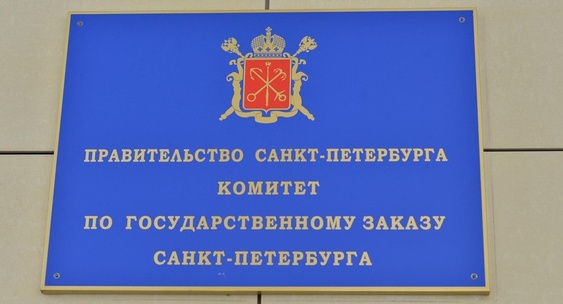 ПРАВИТЕЛЬСТВО САНКТ-ПЕТЕРБУРГА
КОМИТЕТ
ПО ГОСУДАРСТВЕННОМУ ЗАКАЗУ
САНКТ-ПЕТЕРБУРГА